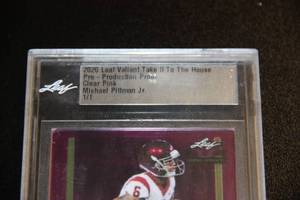 2020 Leaf Valiant Take It To The House
Pre - Production Proof
Clear Pink
Michael Pittman Jr.
1/1
Leaf
Leaf
6